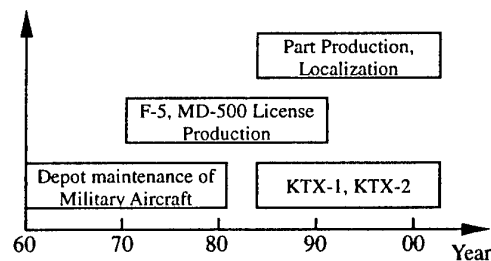 Part Production,
Localization
F-5, MD-500 License
Production
Depot maintenance of
Military Aircraft
KTX-1, KTX-2
60 70 80 90 00
Year